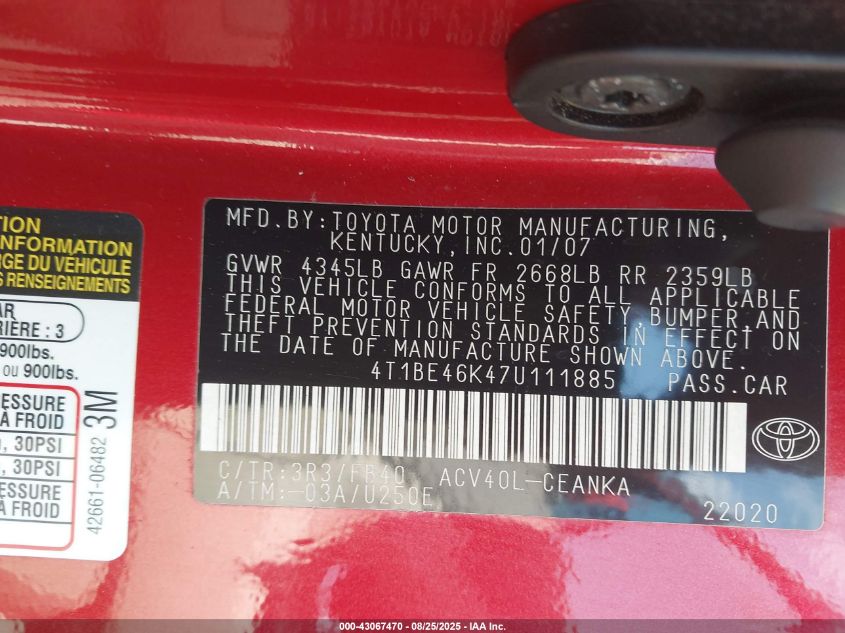 MFD. BY: TOYOTA MOTOR MANUFACTURING,
KENTUCKY, INC. 01/07
GVWR 4345LB GAWR FR 2668LB RR 2359LB
THIS VEHICLE CONFORMS TO ALL APPLICABLE
FEDERAL MOTOR VEHICLE SAFETY, BUMPER, AND
THEFT PREVENTION STANDARDS IN EFFECT ON
THE DATE OF MANUFACTURE SHOWN ABOVE.
4T1BE46K47U111885 PASS.CAR
C/TR:3R3/FB40 ACV40L-CEANKA
A/TM:-03A/U250E
22020
TION
INFORMATION
RGE DU VÉHICULE
S RENSEIGNEMENTS
AR
RIERE : 3
900lbs.
ou 900lbs.
ESSURE
À FROID
, 30PSI
, 30PSI
ESSURE
À FROID
42661-06482 3M
000-43067470 - 08/25/2025 - IAA Inc.